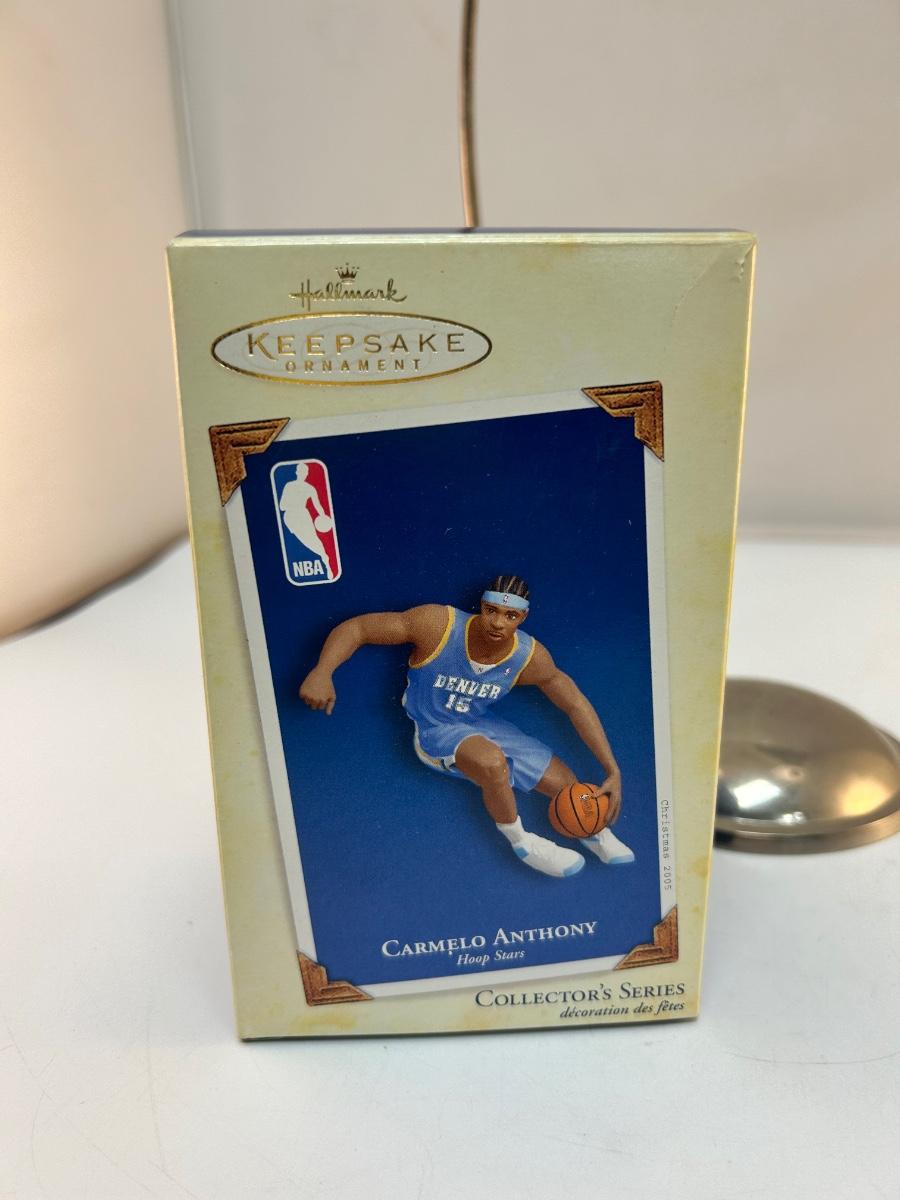 Hallmark
KEEPSAKE
ORNAMENT
NBA
DENVER
15
Christmas 2005
CARMELO ANTHONY
Hoop Stars
COLLECTOR'S SERIES
décoration des fêtes